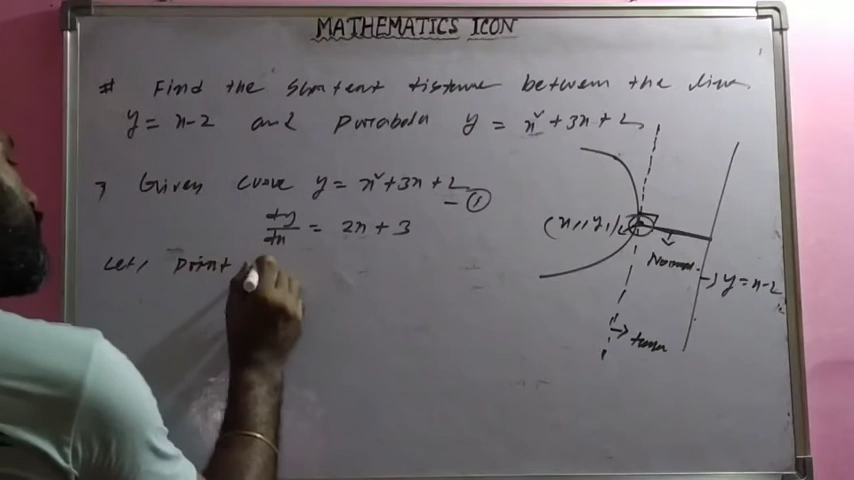 MATHEMATICS ICON
# Find the shortest distance between the line
y = x-2 and parabola y = x² + 3x + 2
⇒ Given curve y = x² + 3x + 2 - ①
dy/dx = 2x + 3
Let, point
(x₁, y₁)
Normal
y = x-2